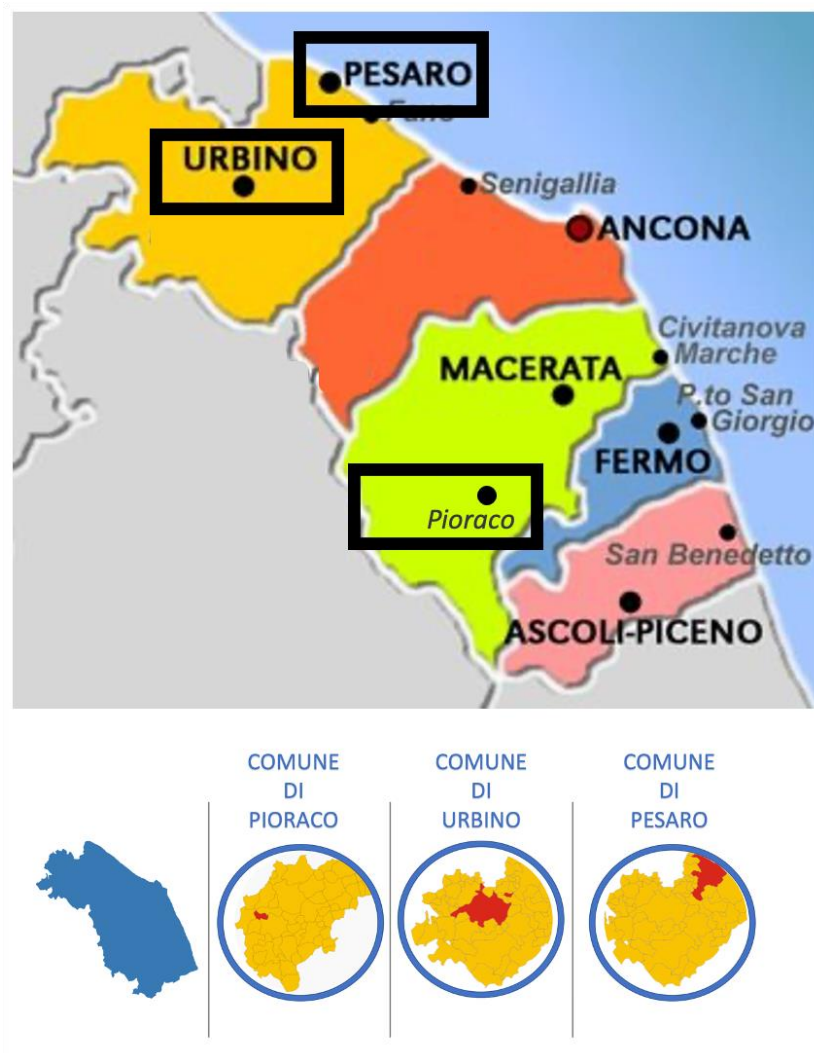 PESARO
Fano
URBINO
Senigallia
ANCONA
Civitanova
Marche
MACERATA
P.to San
Giorgio
FERMO
Pioraco
San Benedetto
ASCOLI-PICENO
COMUNE
DI
PIORACO
COMUNE
DI
URBINO
COMUNE
DI
PESARO